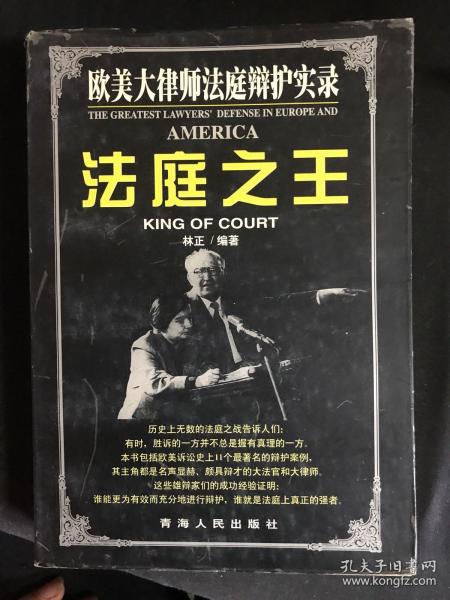 欧美大律师法庭辩护实录
THE GREATEST LAWYERS' DEFENSE IN EUROPE AND
AMERICA
法庭之王
KING OF COURT
林正 / 编著
历史上无数的法庭之战告诉人们：
有时，胜诉的一方并不总是握有真理的一方。
本书包括欧美诉讼史上11个最著名的辩护案例，
其主角都是名声显赫、颇具辩才的大法官和大律师。
这些雄辩家们的成功经验证明：
谁能更为有效而充分地进行辩护，谁就是法庭上真正的强者。
青海人民出版社
孔夫子旧书网
www.kongfz.com